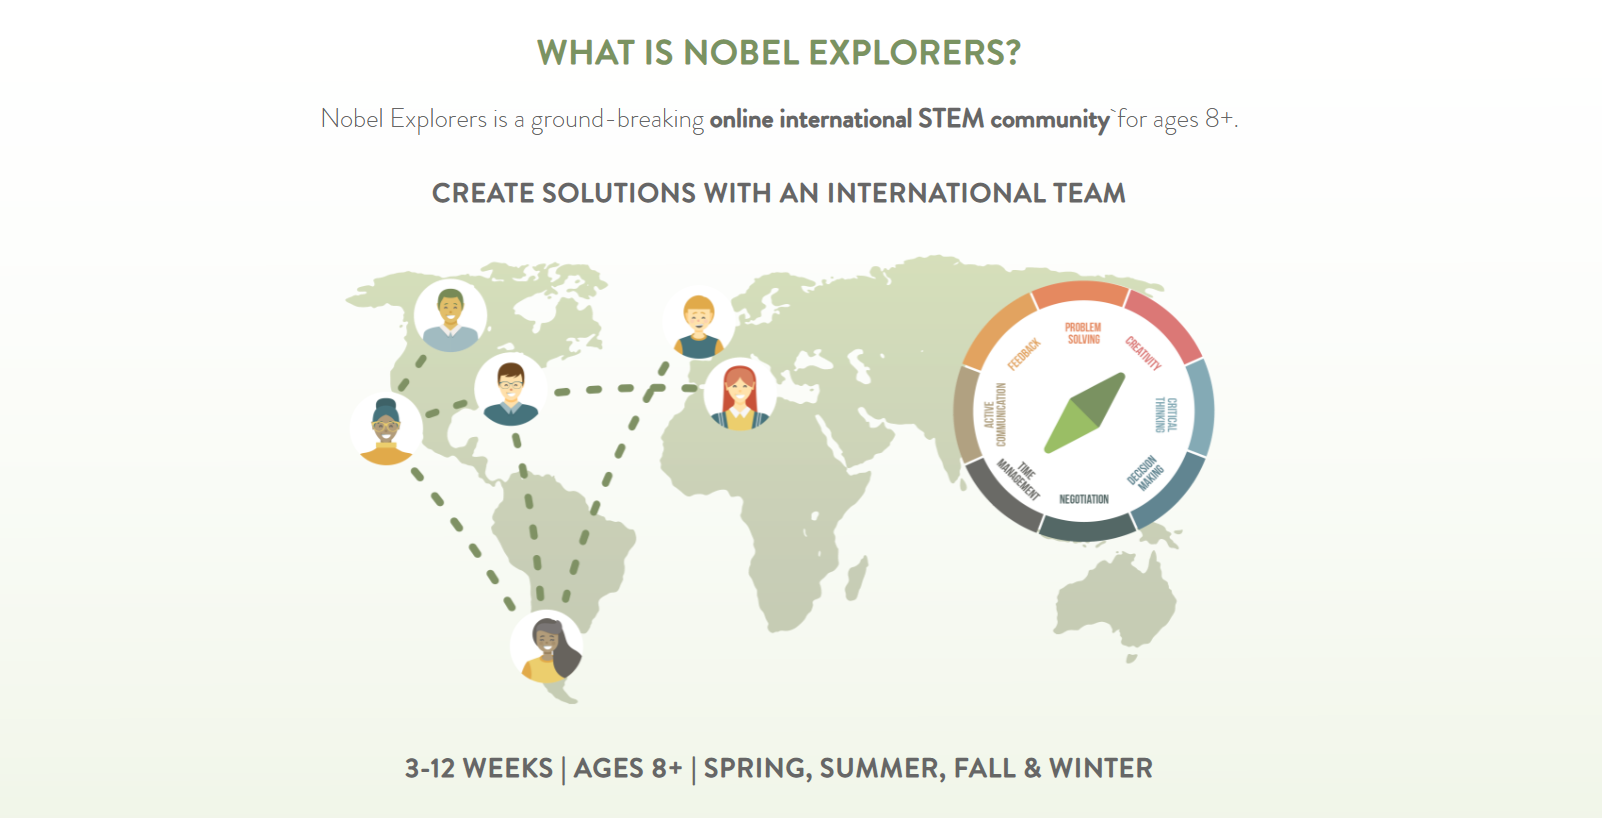 WHAT IS NOBEL EXPLORERS?
Nobel Explorers is a ground-breaking online international STEM community`for ages 8+.
CREATE SOLUTIONS WITH AN INTERNATIONAL TEAM
PROBLEM
SOLVING
CREATIVITY
CRITICAL
THINKING
DECISION
MAKING
NEGOTIATION
TIME
MANAGEMENT
ACTIVE
COMMUNICATION
FEEDBACK
3-12 WEEKS | AGES 8+ | SPRING, SUMMER, FALL & WINTER